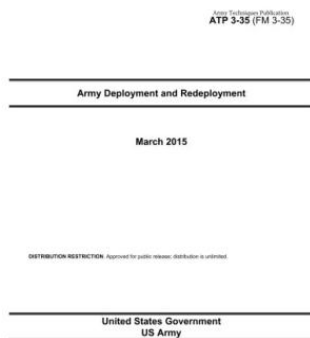 Army Techniques Publication
ATP 3-35 (FM 3-35)
Army Deployment and Redeployment
March 2015
DISTRIBUTION RESTRICTION. Approved for public release; distribution is unlimited.
United States Government
US Army